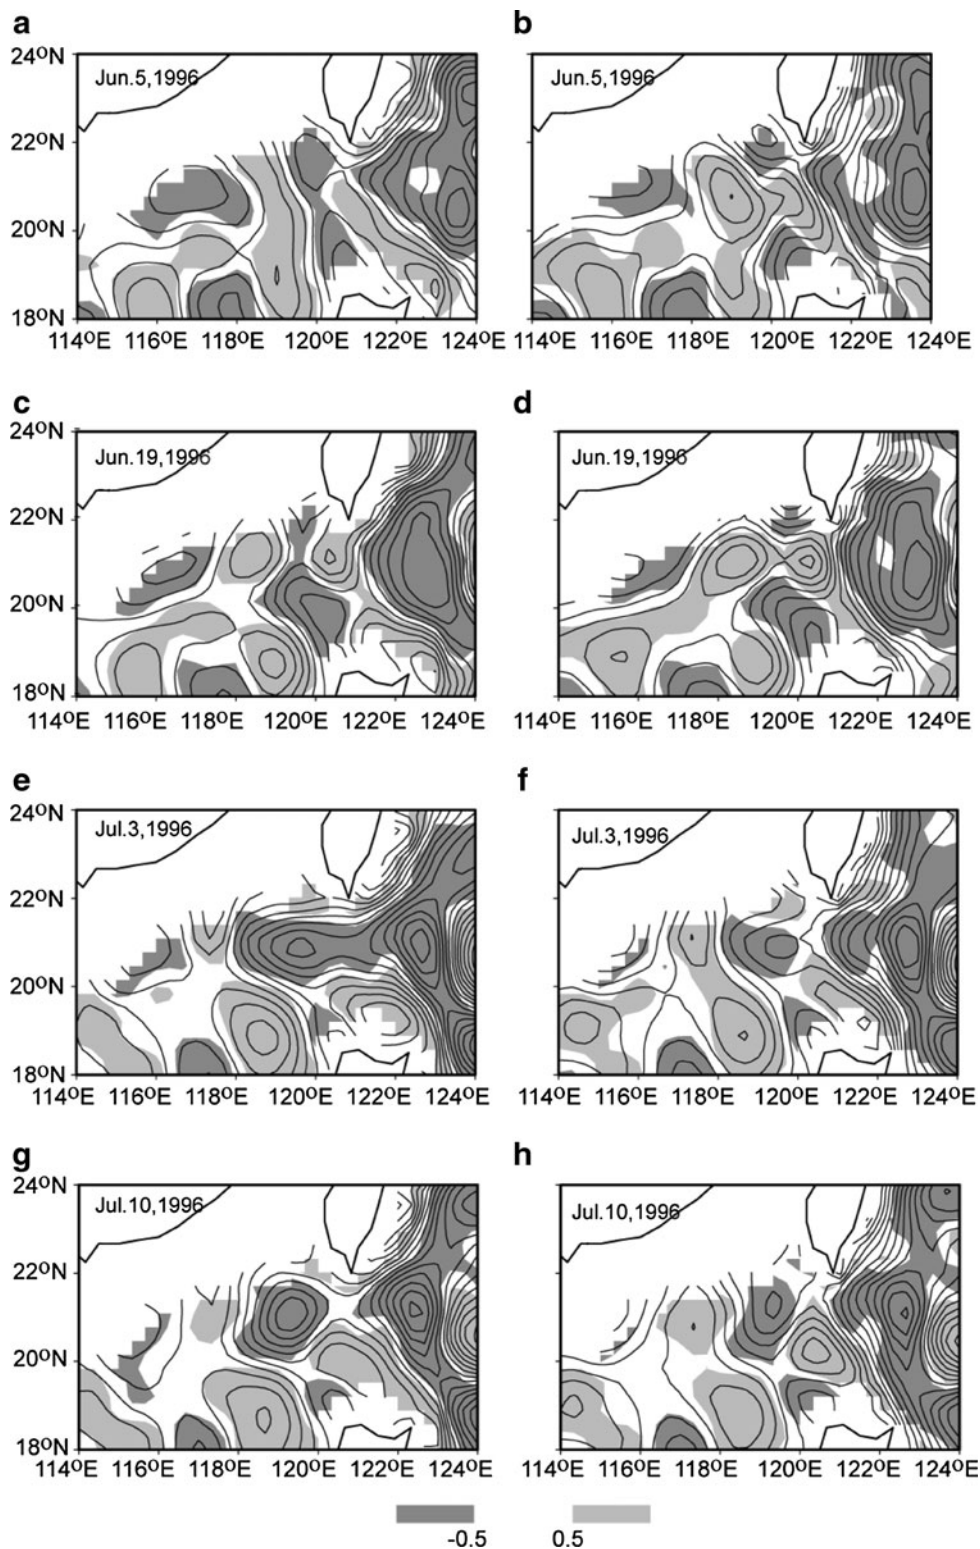 a b
24ºN
Jun.5,1996 Jun.5,1996
22ºN
20ºN
18ºN
114ºE 116ºE 118ºE 120ºE 122ºE 124ºE 114ºE 116ºE 118ºE 120ºE 122ºE 124ºE
c d
24ºN
Jun.19,1996 Jun.19,1996
22ºN
20ºN
18ºN
114ºE 116ºE 118ºE 120ºE 122ºE 124ºE 114ºE 116ºE 118ºE 120ºE 122ºE 124ºE
e f
24ºN
Jul.3,1996 Jul.3,1996
22ºN
20ºN
18ºN
114ºE 116ºE 118ºE 120ºE 122ºE 124ºE 114ºE 116ºE 118ºE 120ºE 122ºE 124ºE
g h
24ºN
Jul.10,1996 Jul.10,1996
22ºN
20ºN
18ºN
114ºE 116ºE 118ºE 120ºE 122ºE 124ºE 114ºE 116ºE 118ºE 120ºE 122ºE 124ºE
-0.5 0.5